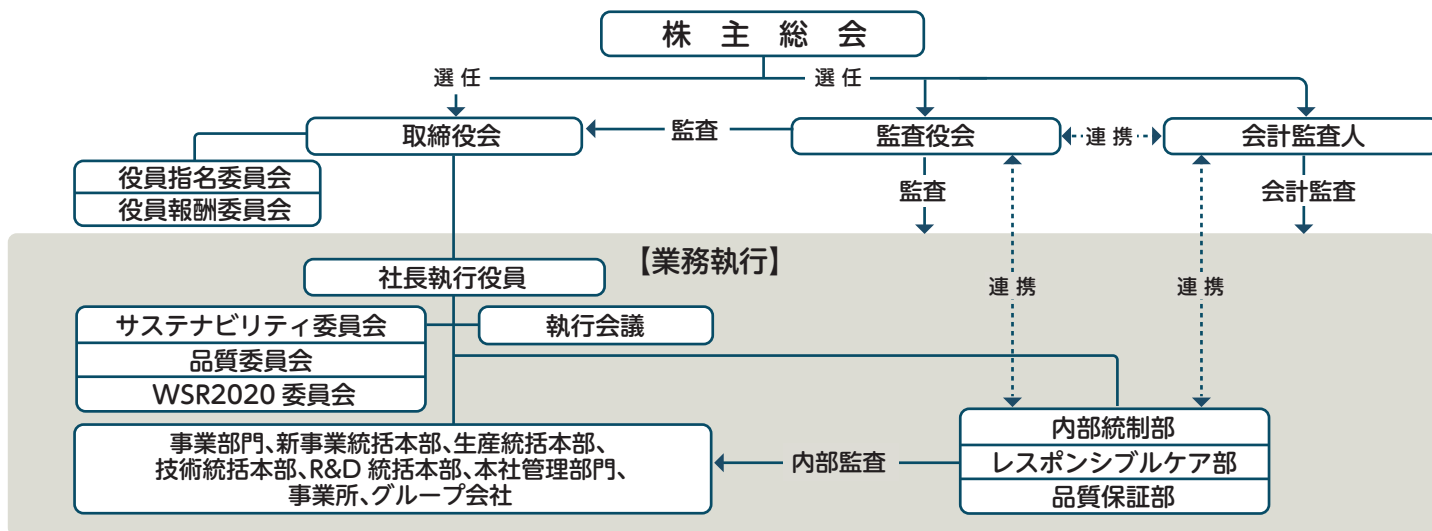 株 主 総 会
選 任
選 任
取締役会
監査
監査役会
連 携
会計監査人
役員指名委員会
役員報酬委員会
監査
会計監査
【業務執行】
社長執行役員
連 携
連 携
サステナビリティ委員会
執行会議
品質委員会
WSR2020 委員会
事業部門、新事業統括本部、生産統括本部、
技術統括本部、R&D 統括本部、本社管理部門、
事業所、グループ会社
内部監査
内部統制部
レスポンシブルケア部
品質保証部